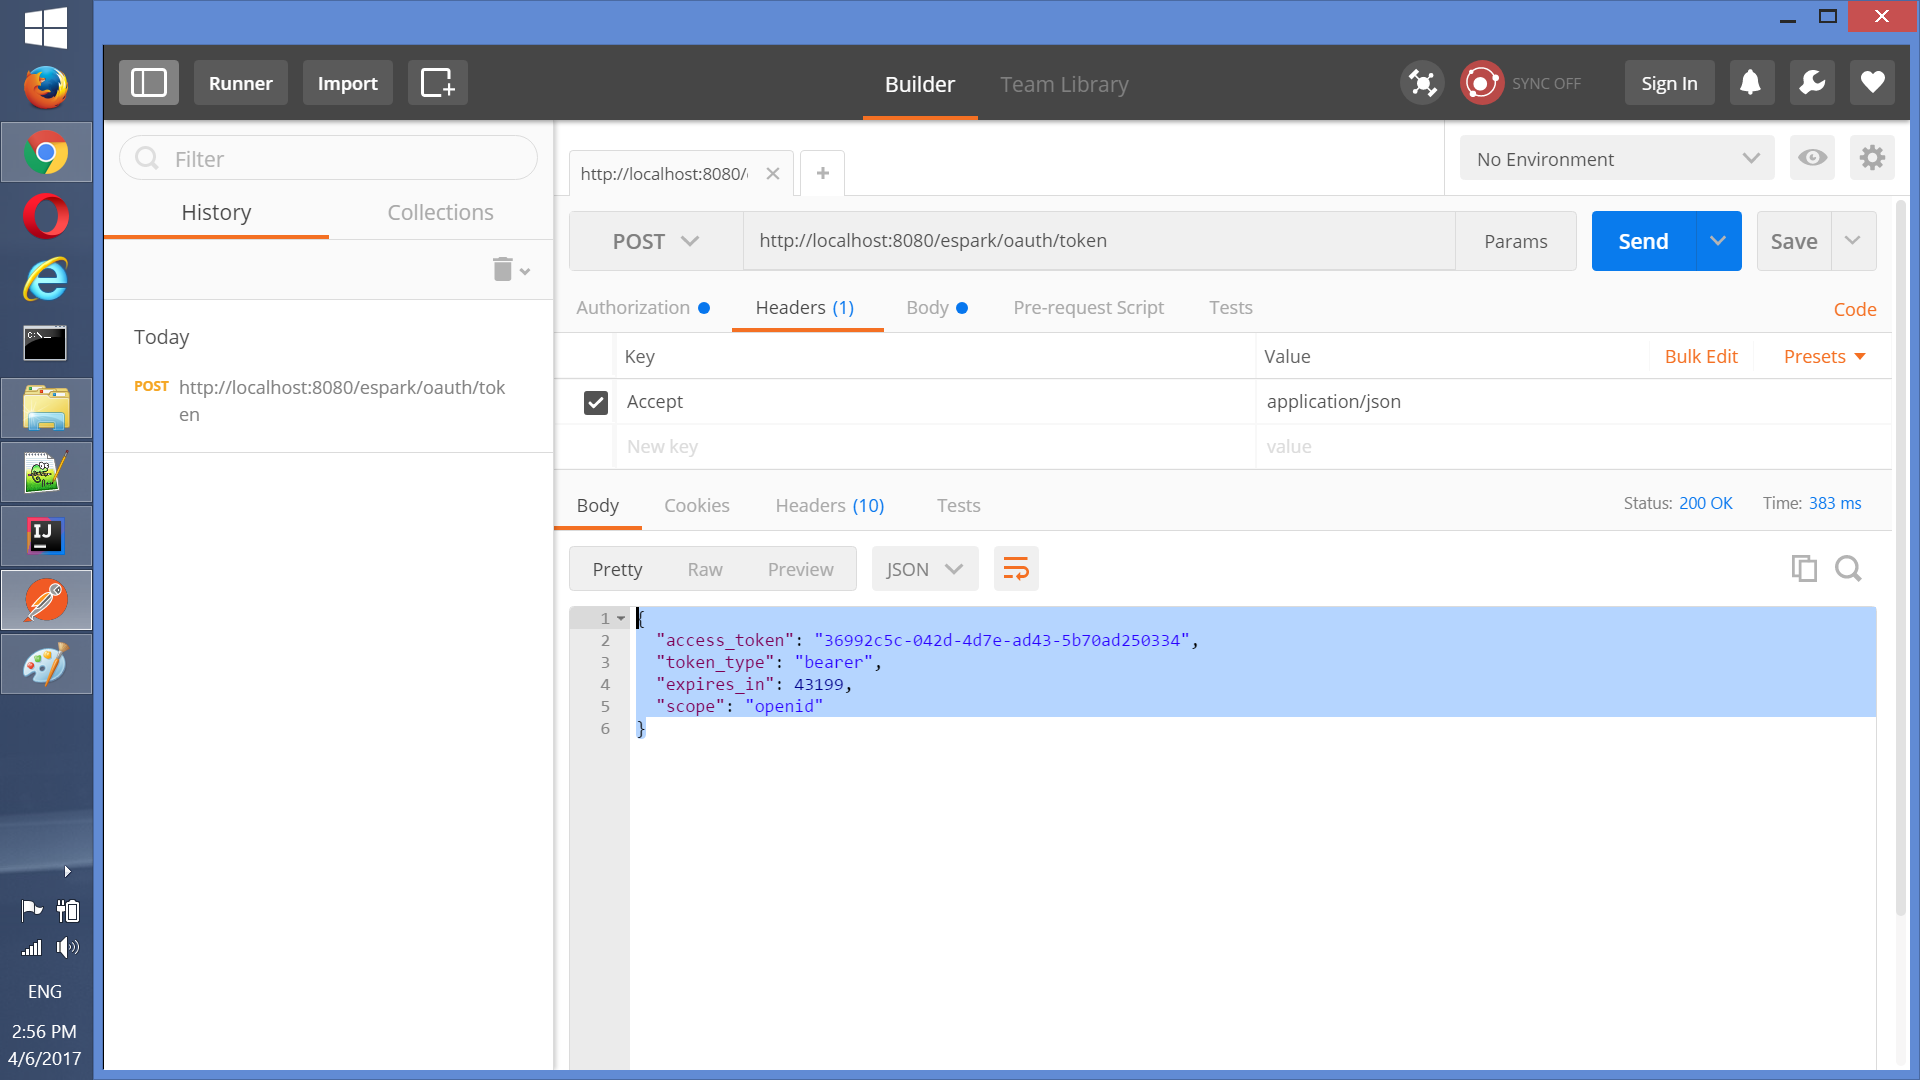 Runner
Import
Builder
Team Library
SYNC OFF
Sign In
Filter
History
Collections
Today
POST http://localhost:8080/espark/oauth/tok
en
http://localhost:8080/
No Environment
POST
http://localhost:8080/espark/oauth/token
Params
Send
Save
Authorization
Headers (1)
Body
Pre-request Script
Tests
Code
Key
Value
Bulk Edit
Presets
Accept
application/json
New key
value
Body
Cookies
Headers (10)
Tests
Status: 200 OK
Time: 383 ms
Pretty
Raw
Preview
JSON
1 {
2 "access_token": "36992c5c-042d-4d7e-ad43-5b70ad250334",
3 "token_type": "bearer",
4 "expires_in": 43199,
5 "scope": "openid"
6 }
C:\_
IJ
ENG
2:56 PM
4/6/2017